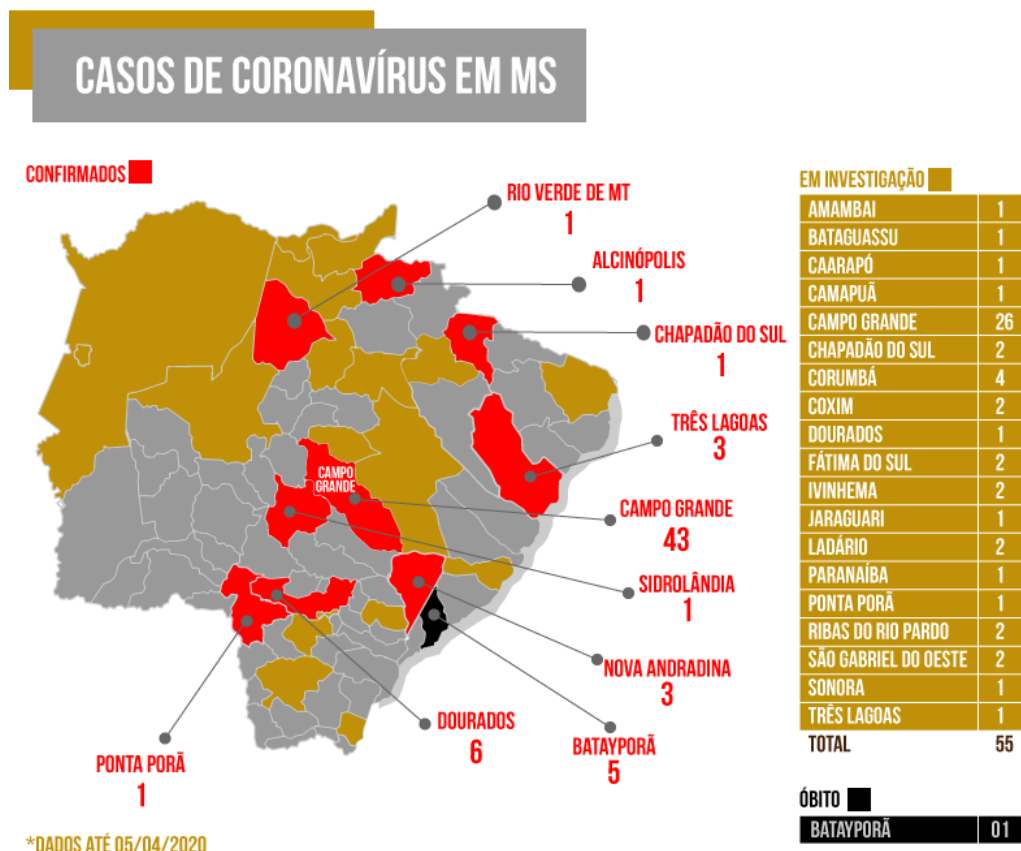 CASOS DE CORONAVÍRUS EM MS
CONFIRMADOS
RIO VERDE DE MT
1
ALCINÓPOLIS
1
CHAPADÃO DO SUL
1
TRÊS LAGOAS
3
CAMPO GRANDE
CAMPO GRANDE
43
SIDROLÂNDIA
1
NOVA ANDRADINA
3
BATAYPORÃ
5
DOURADOS
6
PONTA PORÃ
1
*DADOS ATÉ 05/04/2020
EM INVESTIGAÇÃO
AMAMBAI 1
BATAGUASSU 1
CAARAPÓ 1
CAMAPUÃ 1
CAMPO GRANDE 26
CHAPADÃO DO SUL 2
CORUMBÁ 4
COXIM 2
DOURADOS 1
FÁTIMA DO SUL 2
IVINHEMA 2
JARAGUARI 1
LADÁRIO 2
PARANAÍBA 1
PONTA PORÃ 1
RIBAS DO RIO PARDO 2
SÃO GABRIEL DO OESTE 2
SONORA 1
TRÊS LAGOAS 1
TOTAL 55
ÓBITO
BATAYPORÃ 01